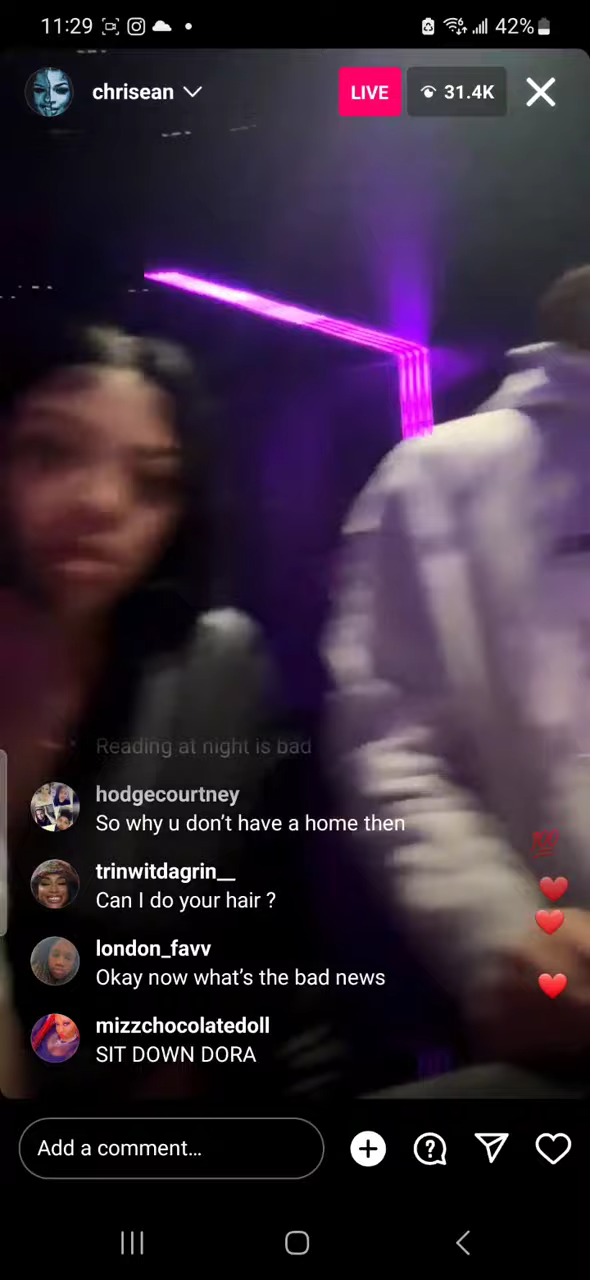 11:29
42%
chrisean
LIVE
31.4K
Reading at night is bad
hodgecourtney
So why u don’t have a home then
trinwitdagrin__
Can I do your hair ?
london_favv
Okay now what’s the bad news
mizzchocolatedoll
SIT DOWN DORA
Add a comment…